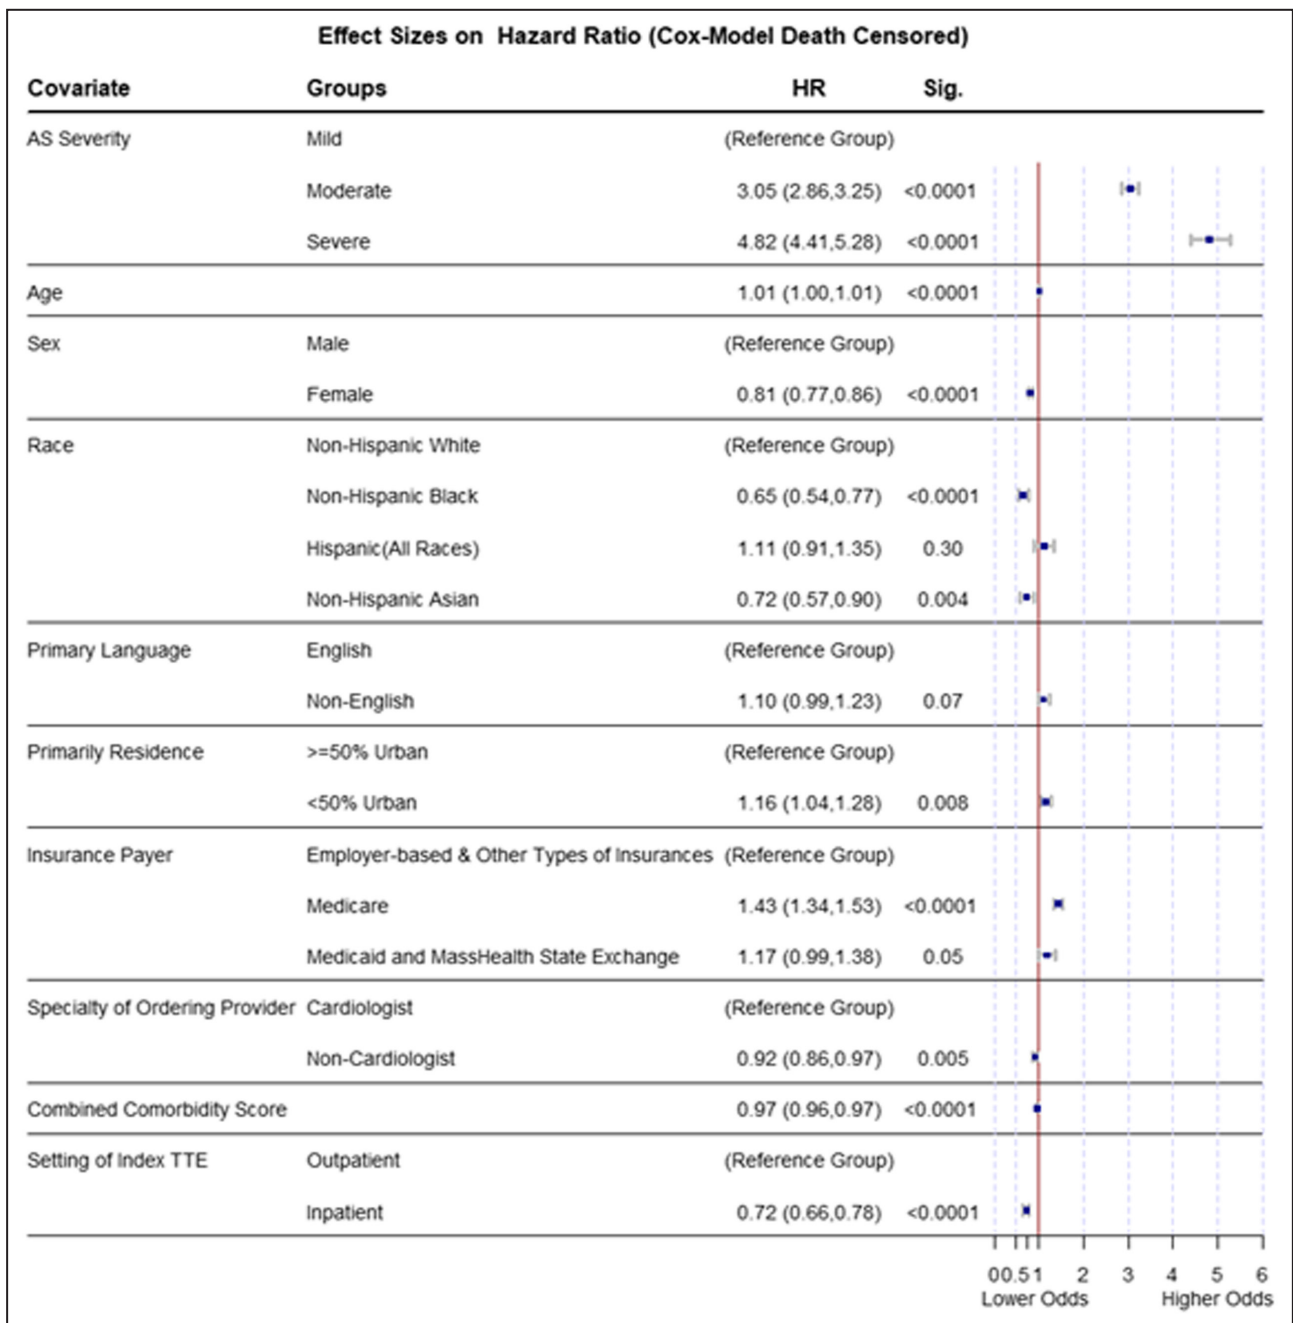 Effect Sizes on Hazard Ratio (Cox-Model Death Censored)
Covariate Groups HR Sig.
AS Severity Mild (Reference Group)
Moderate 3.05 (2.86,3.25) <0.0001
Severe 4.82 (4.41,5.28) <0.0001
Age 1.01 (1.00,1.01) <0.0001
Sex Male (Reference Group)
Female 0.81 (0.77,0.86) <0.0001
Race Non-Hispanic White (Reference Group)
Non-Hispanic Black 0.65 (0.54,0.77) <0.0001
Hispanic(All Races) 1.11 (0.91,1.35) 0.30
Non-Hispanic Asian 0.72 (0.57,0.90) 0.004
Primary Language English (Reference Group)
Non-English 1.10 (0.99,1.23) 0.07
Primarily Residence >=50% Urban (Reference Group)
<50% Urban 1.16 (1.04,1.28) 0.008
Insurance Payer Employer-based & Other Types of Insurances (Reference Group)
Medicare 1.43 (1.34,1.53) <0.0001
Medicaid and MassHealth State Exchange 1.17 (0.99,1.38) 0.05
Specialty of Ordering Provider Cardiologist (Reference Group)
Non-Cardiologist 0.92 (0.86,0.97) 0.005
Combined Comorbidity Score 0.97 (0.96,0.97) <0.0001
Setting of Index TTE Outpatient (Reference Group)
Inpatient 0.72 (0.66,0.78) <0.0001
0 0.5 1 2 3 4 5 6
Lower Odds Higher Odds